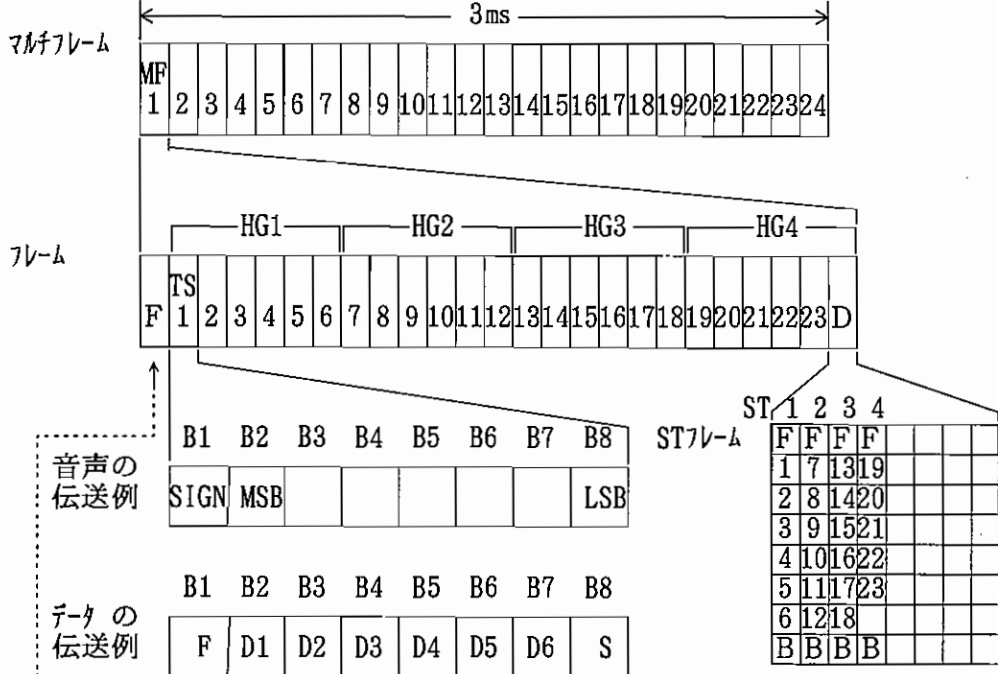 3ms
マルチフレーム
MF
1 2 3 4 5 6 7 8 9 10 11 12 13 14 15 16 17 18 19 20 21 22 23 24
HG1 HG2 HG3 HG4
フレーム
TS
F 1 2 3 4 5 6 7 8 9 10 11 12 13 14 15 16 17 18 19 20 21 22 23 D
ST 1 2 3 4
B1 B2 B3 B4 B5 B6 B7 B8
音声の
伝送例
SIGN MSB LSB
B1 B2 B3 B4 B5 B6 B7 B8
データ の
伝送例
F D1 D2 D3 D4 D5 D6 S
STフレーム
F F F F
1 7 13 19
2 8 14 20
3 9 15 21
4 10 16 22
5 11 17 23
6 12 18
B B B B